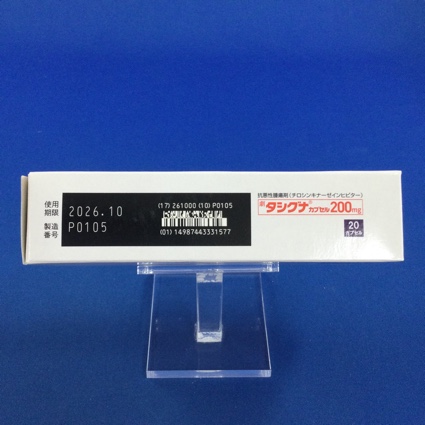 使用
期限
2026.10
製造
番号
P0105
(17) 261000 (10) P0105
(01) 14987443331577
抗悪性腫瘍剤(チロシンキナーゼインヒビター)
劇 タシグナ® カプセル 200mg
20
カプセル